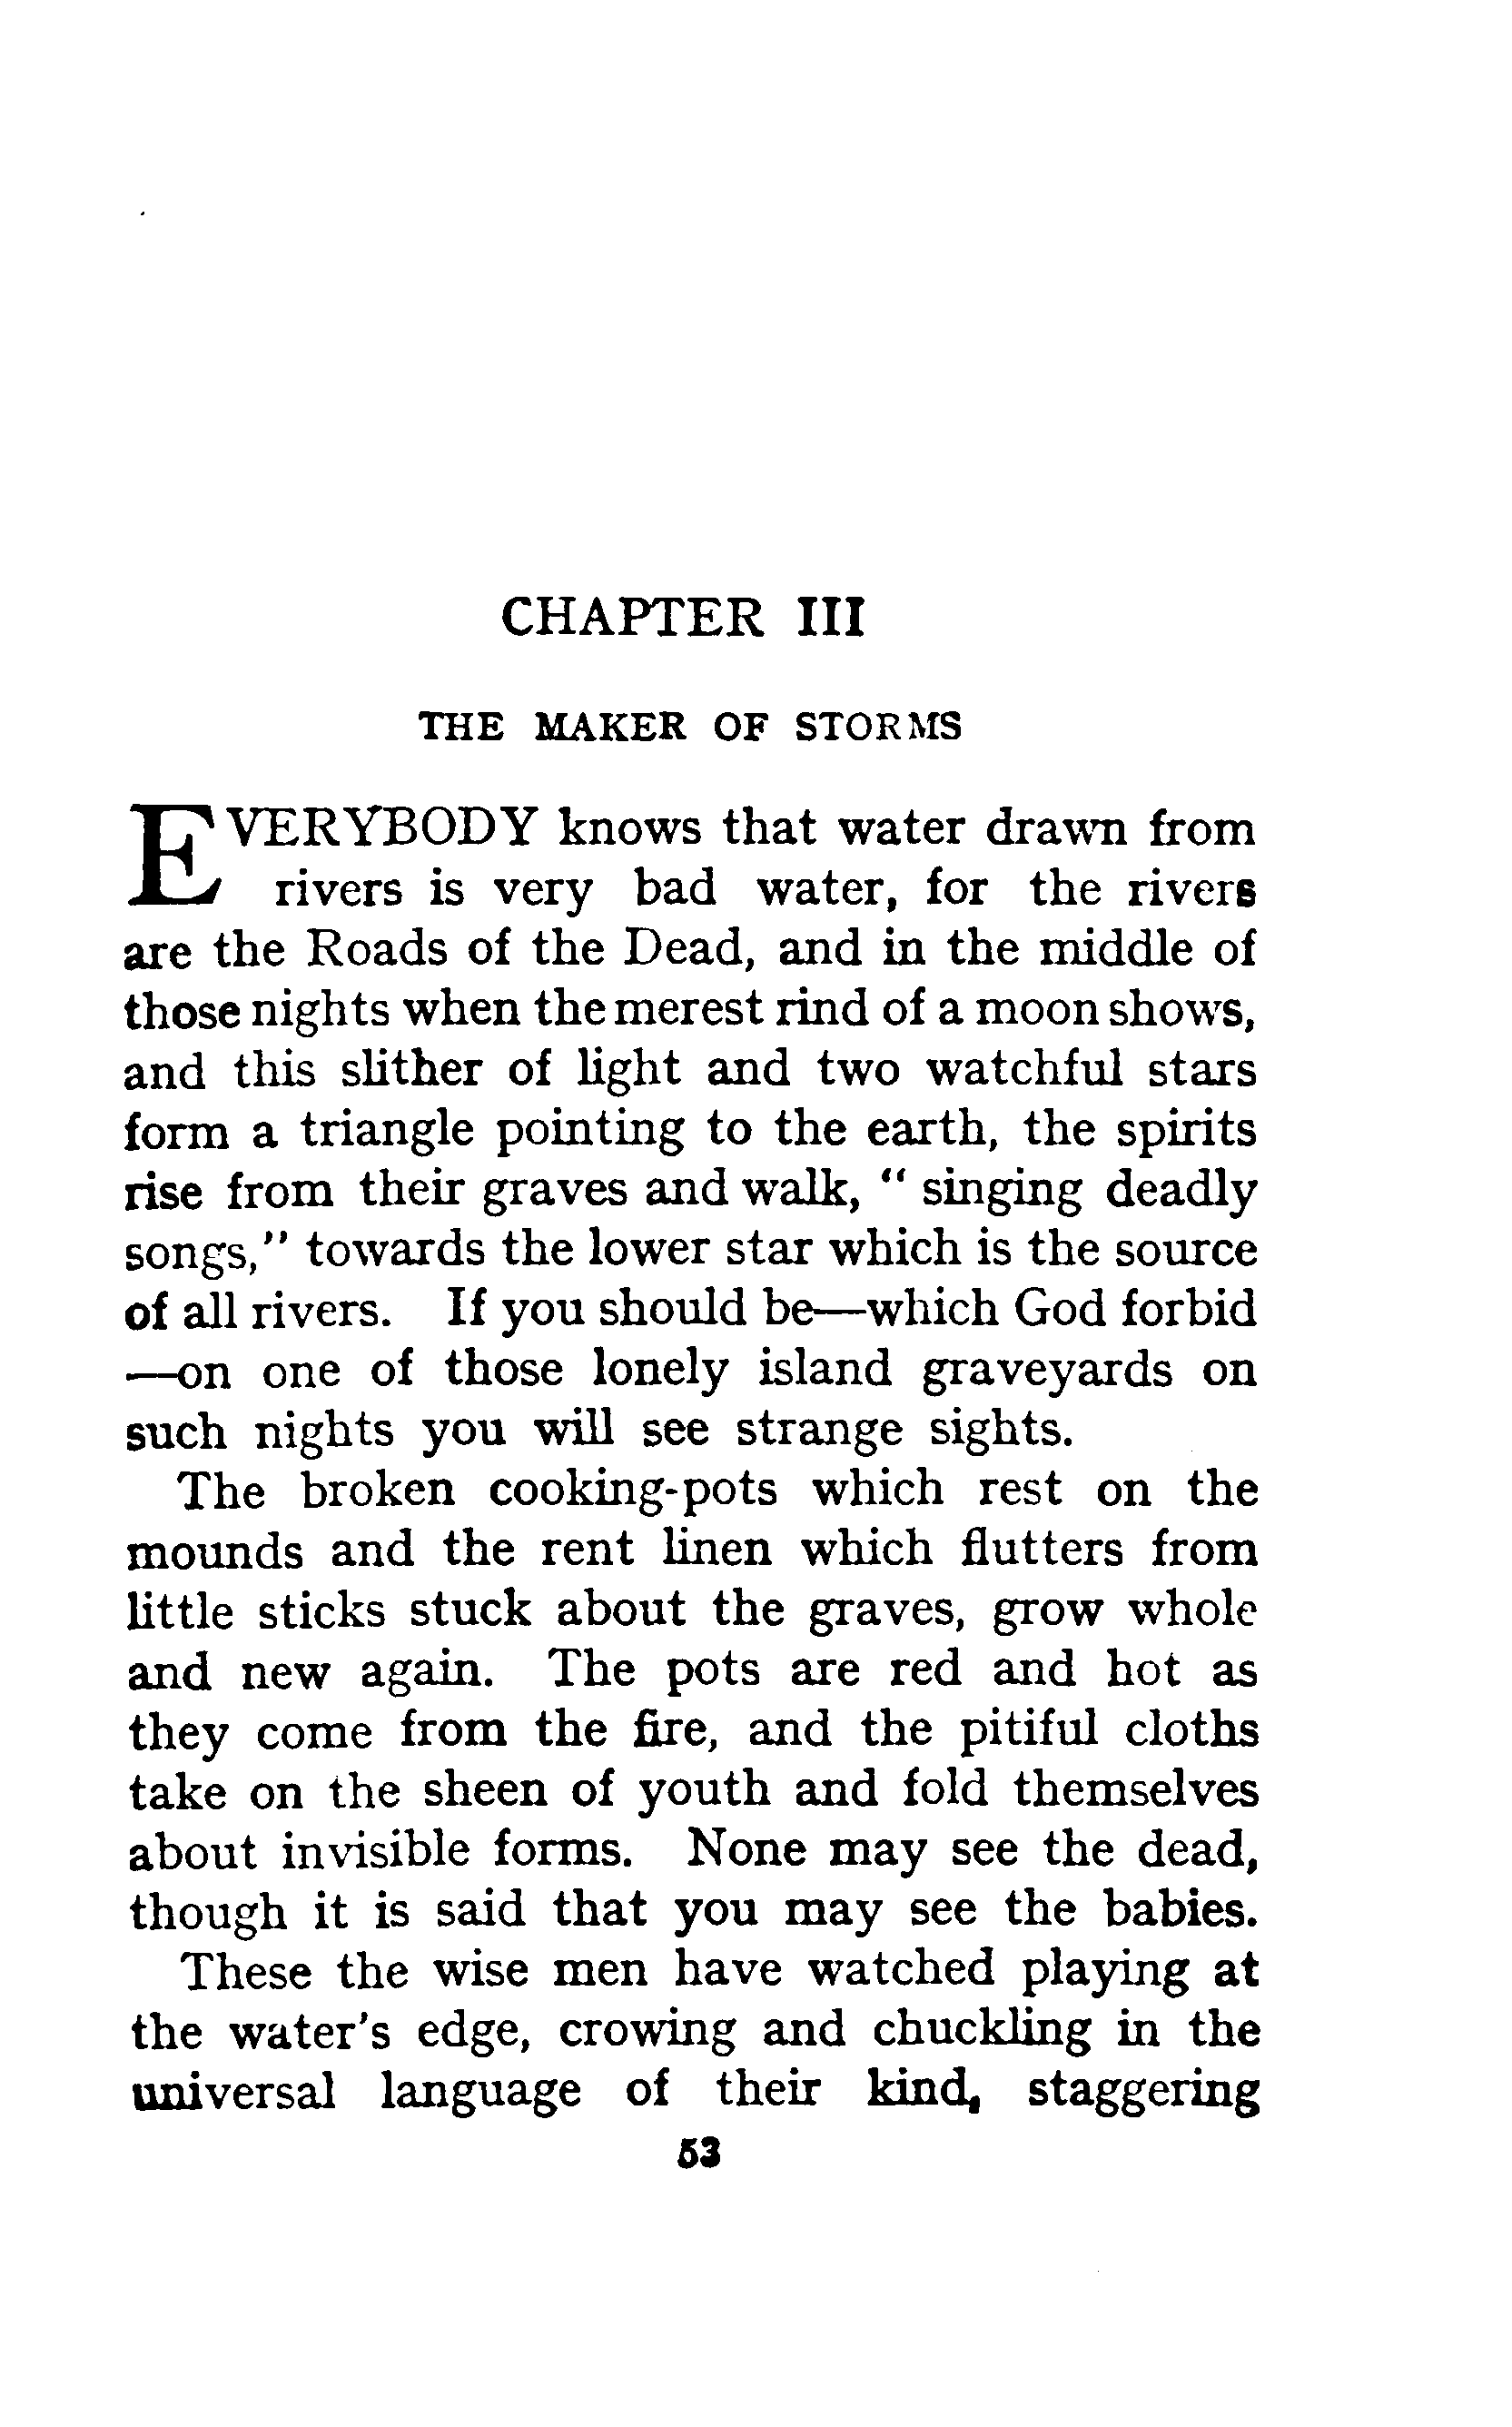 CHAPTER III
THE MAKER OF STORMS
EVERYBODY knows that water drawn from
rivers is very bad water, for the rivers
are the Roads of the Dead, and in the middle of
those nights when the merest rind of a moon shows,
and this slither of light and two watchful stars
form a triangle pointing to the earth, the spirits
rise from their graves and walk, " singing deadly
songs," towards the lower star which is the source
of all rivers. If you should be—which God forbid
—on one of those lonely island graveyards on
such nights you will see strange sights.
The broken cooking-pots which rest on the
mounds and the rent linen which flutters from
little sticks stuck about the graves, grow whole
and new again. The pots are red and hot as
they come from the fire, and the pitiful cloths
take on the sheen of youth and fold themselves
about invisible forms. None may see the dead,
though it is said that you may see the babies.
These the wise men have watched playing at
the water's edge, crowing and chuckling in the
universal language of their kind, staggering
53